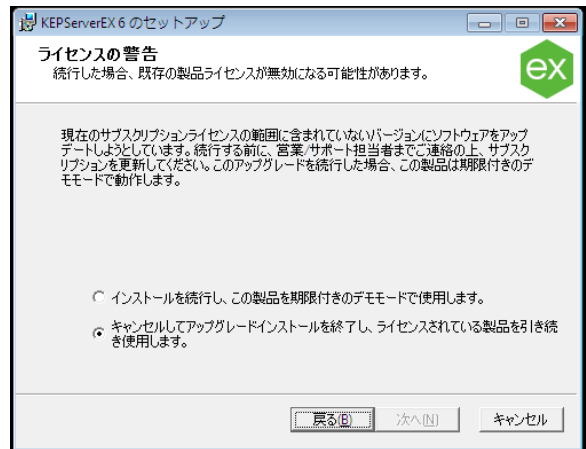 KEPServerEX 6 のセットアップ
ライセンスの警告
続行した場合、既存の製品ライセンスが無効になる可能性があります。
ex
現在のサブスクリプションライセンスの範囲に含まれていないバージョンにソフトウェアをアップ
デートしようとしています。続行する前に、営業/サポート担当者までご連絡の上、サブスク
リプションを更新してください。このアップグレードを続行した場合、この製品は期限付きのデ
モモードで動作します。
インストールを続行し、この製品を期限付きのデモモードで使用します。
キャンセルしてアップグレードインストールを終了し、ライセンスされている製品を引き続
き使用します。
戻る(B) 次へ(N) キャンセル